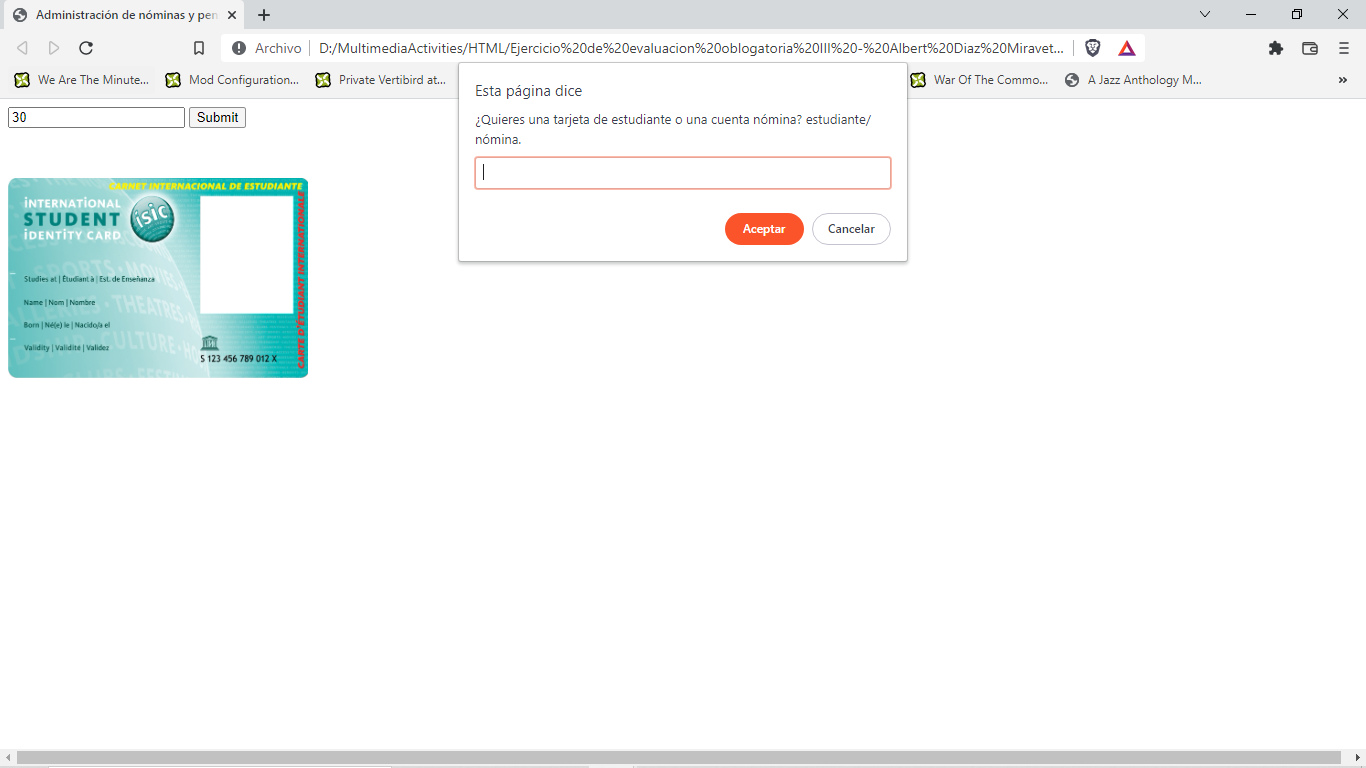 Administración de nóminas y pen
Archivo
D:/MultimediaActivities/HTML/Ejercicio%20de%20evaluacion%20oblogatoria%20III%20-%20Albert%20Diaz%20Miravet...
We Are The Minute...
Mod Configuration...
Private Vertibird at...
War Of The Commo...
A Jazz Anthology M...
»
Esta página dice
¿Quieres una tarjeta de estudiante o una cuenta nómina? estudiante/
nómina.
Aceptar
Cancelar
30
Submit
CARNET INTERNACIONAL DE ESTUDIANTE
iNTERNATiONAL
STUDENT
iDENTiTY CARD
isic
CARTE D'ÉTUDIANT INTERNATIONALE
SPORTS • MOVIES
THEATRES
CULTURE
Studies at | Étudiant à | Est. de Enseñanza
Name | Nom | Nombre
Born | Né(e) le | Nacido/a el
Validity | Validité | Validez
S 123 456 789 012 X